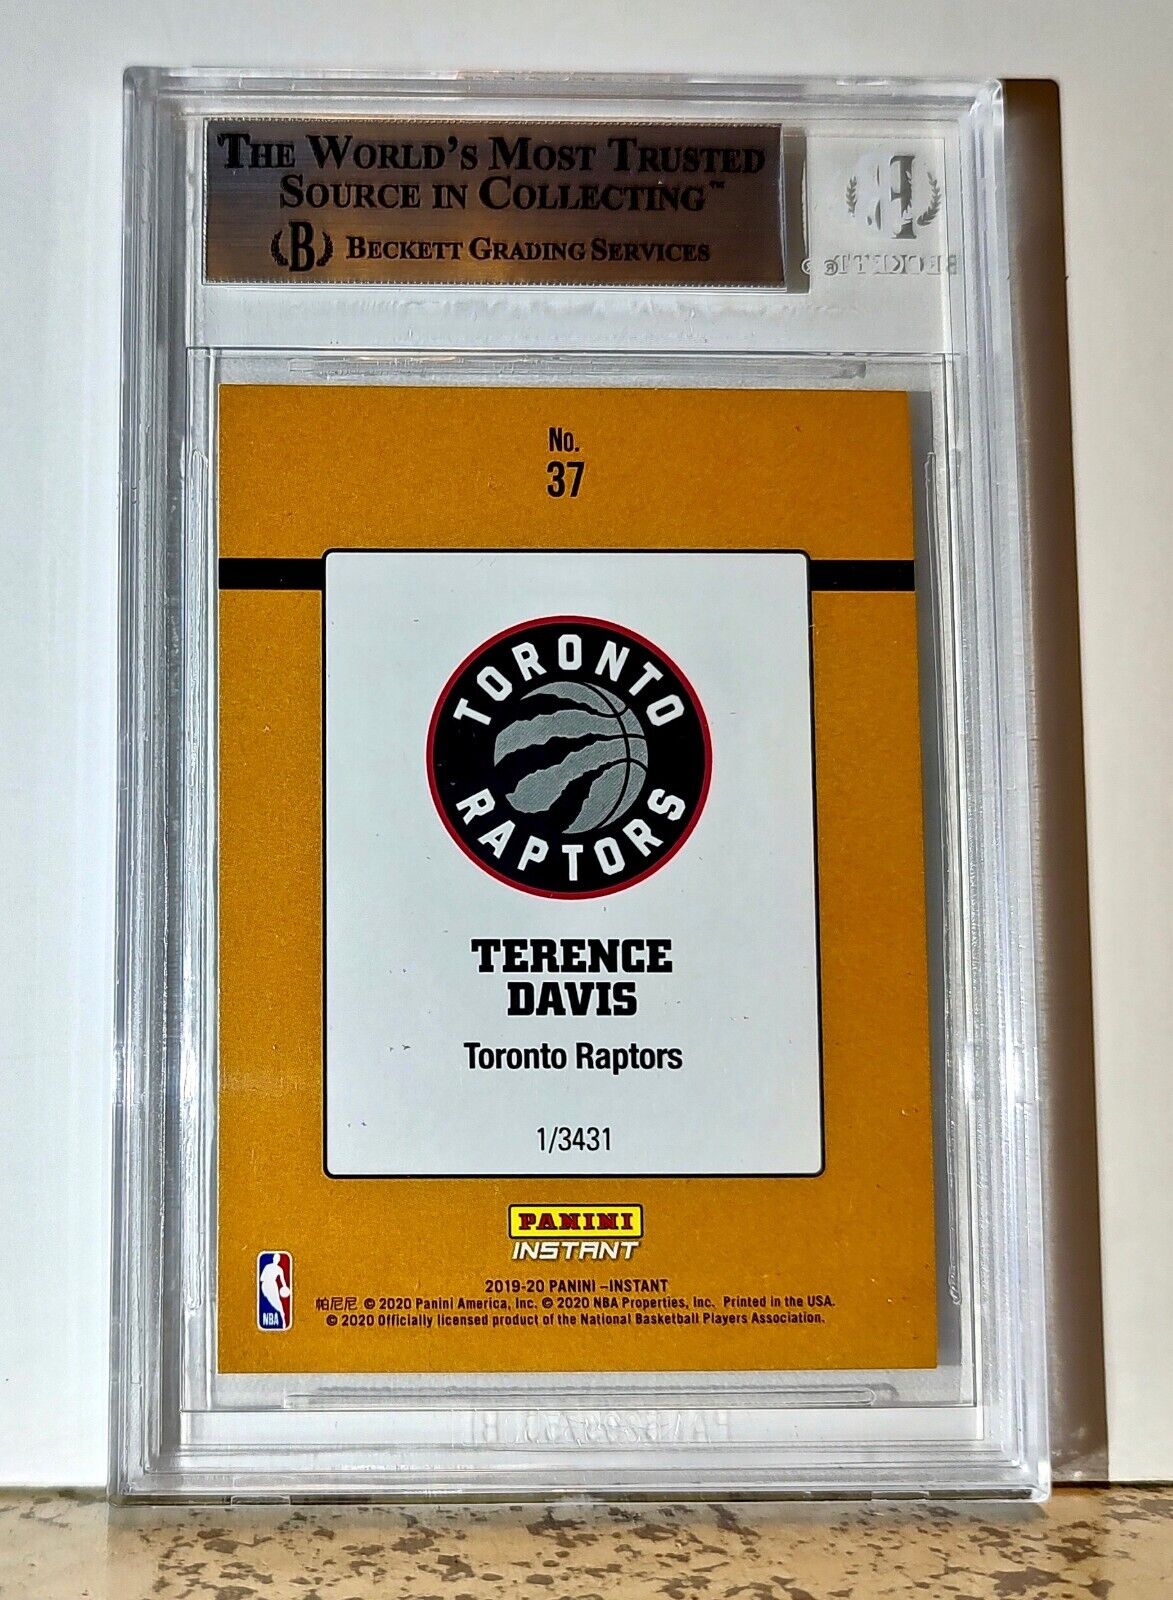 THE WORLD'S MOST TRUSTED
SOURCE IN COLLECTING™
B BECKETT GRADING SERVICES
BECKETT ®
No.
37
TORONTO
RAPTORS
TERENCE
DAVIS
Toronto Raptors
1/3431
PANINI
INSTANT
NBA
2019-20 PANINI –INSTANT
帕尼尼 © 2020 Panini America, Inc. © 2020 NBA Properties, Inc. Printed in the USA.
© 2020 Officially licensed product of the National Basketball Players Association.